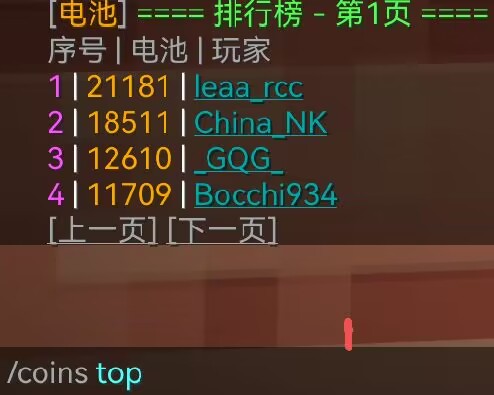 [电池] ==== 排行榜 - 第1页 ====
序号 | 电池 | 玩家
1 | 21181 | leaa_rcc
2 | 18511 | China_NK
3 | 12610 | _GQG_
4 | 11709 | Bocchi934
[上一页] [下一页]
/coins top